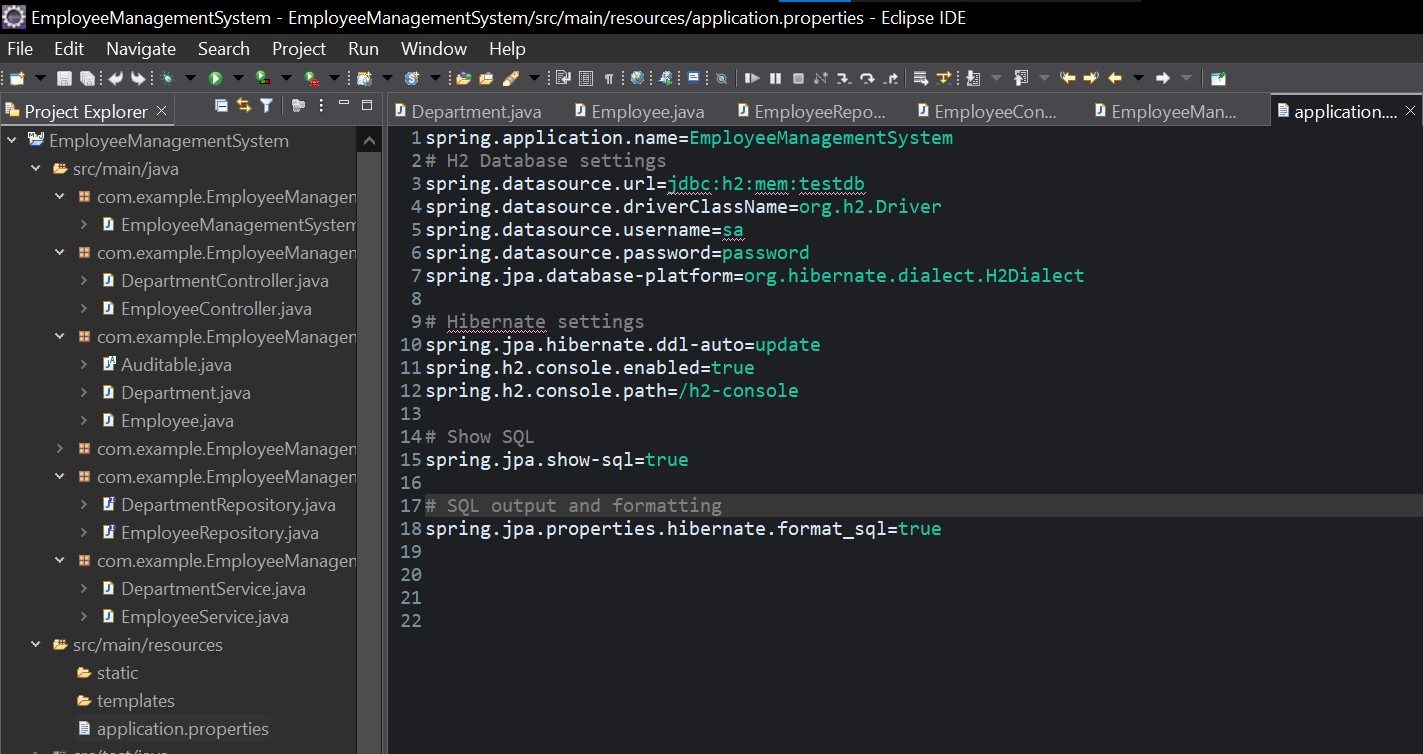 EmployeeManagementSystem - EmployeeManagementSystem/src/main/resources/application.properties - Eclipse IDE
File Edit Navigate Search Project Run Window Help
Project Explorer
EmployeeManagementSystem
src/main/java
com.example.EmployeeManagen
EmployeeManagementSystem
com.example.EmployeeManagen
DepartmentController.java
EmployeeController.java
com.example.EmployeeManagen
Auditable.java
Department.java
Employee.java
com.example.EmployeeManagen
com.example.EmployeeManagen
DepartmentRepository.java
EmployeeRepository.java
com.example.EmployeeManagen
DepartmentService.java
EmployeeService.java
src/main/resources
static
templates
application.properties
Department.java Employee.java EmployeeRepo... EmployeeCon... EmployeeMan... application....
1 spring.application.name=EmployeeManagementSystem
2 # H2 Database settings
3 spring.datasource.url=jdbc:h2:mem:testdb
4 spring.datasource.driverClassName=org.h2.Driver
5 spring.datasource.username=sa
6 spring.datasource.password=password
7 spring.jpa.database-platform=org.hibernate.dialect.H2Dialect
8
9 # Hibernate settings
10 spring.jpa.hibernate.ddl-auto=update
11 spring.h2.console.enabled=true
12 spring.h2.console.path=/h2-console
13
14 # Show SQL
15 spring.jpa.show-sql=true
16
17 # SQL output and formatting
18 spring.jpa.properties.hibernate.format_sql=true
19
20
21
22